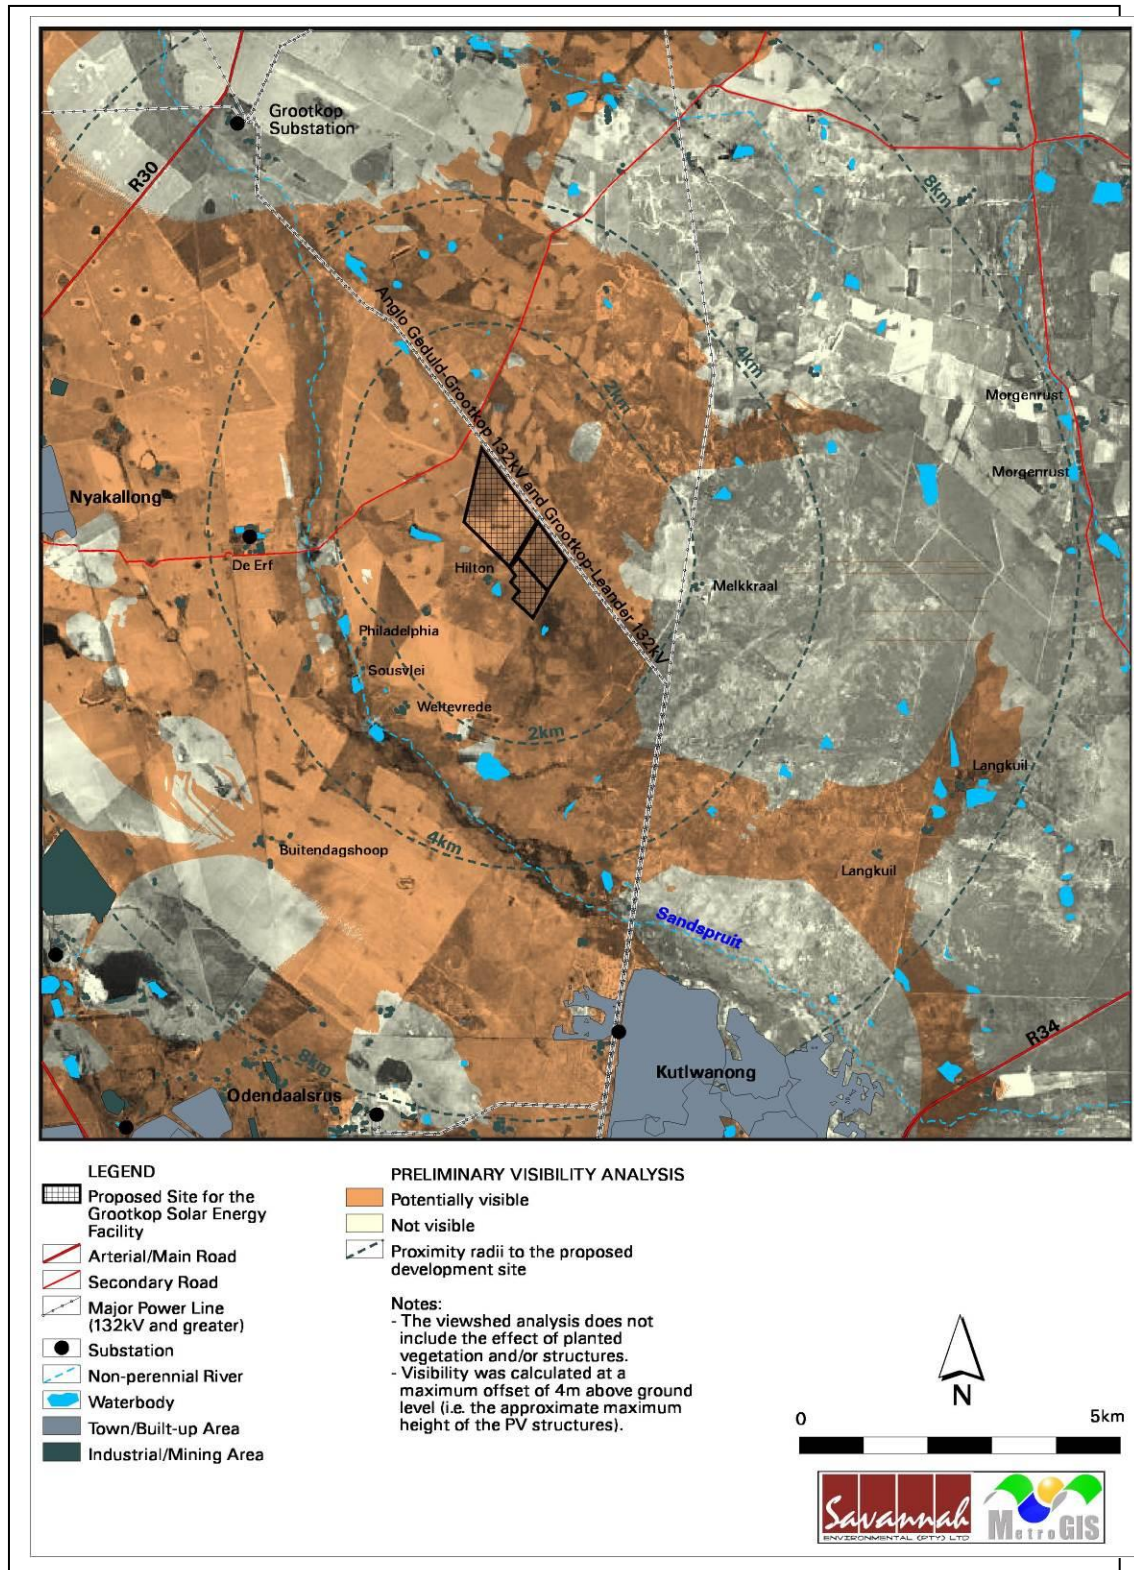 Grootkop
Substation
R30
8km
Anglo Geduld-Grootkop 132kV and Grootkop-Leander 132kV
2km
4km
Morgenrust
Nyakallong
Morgenrust
De Erf
Hilton
Melkkraal
Philadelphia
Sousvlei
Weltevrede
2km
Langkuil
4km
Buitendagshoop
Langkuil
Sandspruit
R34
8km
Kutlwanong
Odendaalsrus
LEGEND
Proposed Site for the
Grootkop Solar Energy
Facility
Arterial/Main Road
Secondary Road
Major Power Line
(132kV and greater)
Substation
Non-perennial River
Waterbody
Town/Built-up Area
Industrial/Mining Area
PRELIMINARY VISIBILITY ANALYSIS
Potentially visible
Not visible
Proximity radii to the proposed
development site
Notes:
- The viewshed analysis does not
include the effect of planted
vegetation and/or structures.
- Visibility was calculated at a
maximum offset of 4m above ground
level (i.e. the approximate maximum
height of the PV structures).
N
0 5km
Savannah
ENVIRONMENTAL (PTY) LTD
MetroGIS